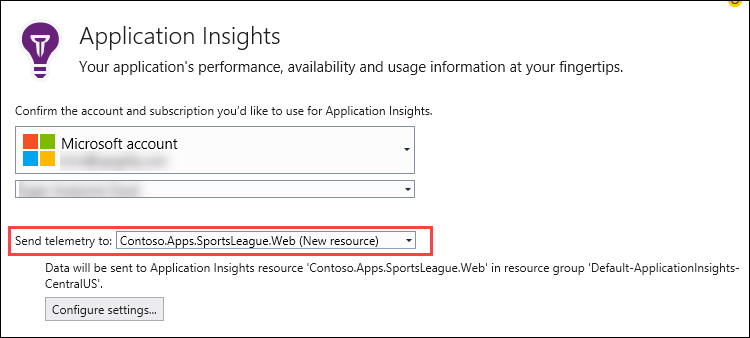 Application Insights
Your application's performance, availability and usage information at your fingertips.
Confirm the account and subscription you'd like to use for Application Insights.
Microsoft account
Send telemetry to: Contoso.Apps.SportsLeague.Web (New resource)
Data will be sent to Application Insights resource 'Contoso.Apps.SportsLeague.Web' in resource group 'Default-ApplicationInsights-
CentralUS'.
Configure settings...